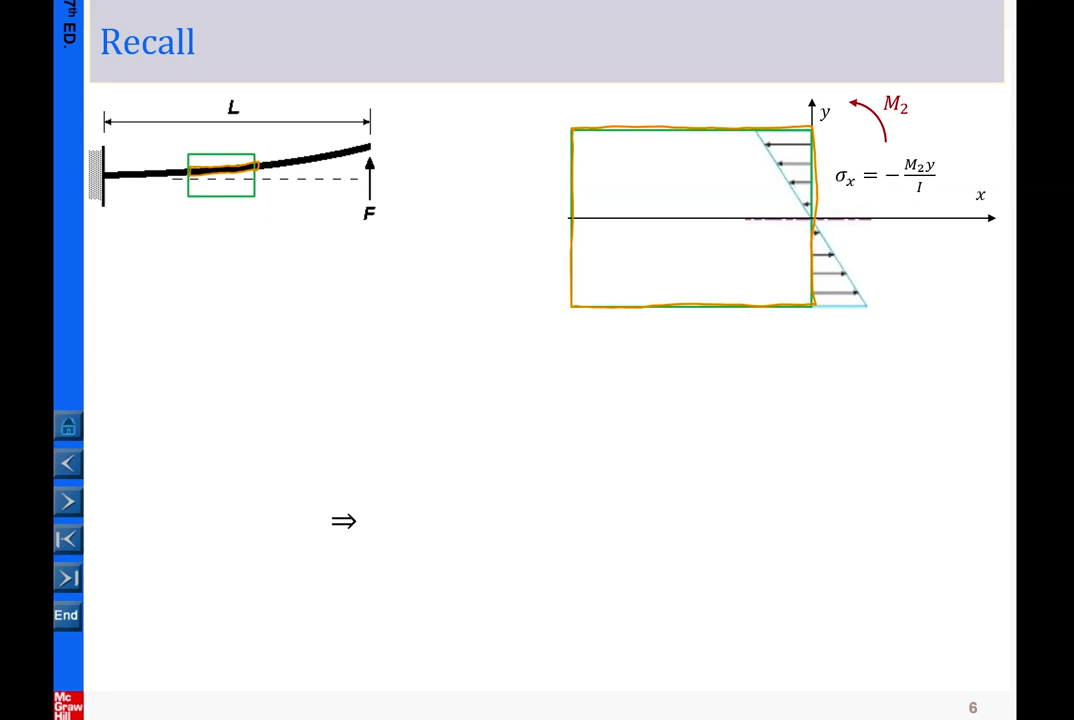 7th ED.
Recall
L
F
y
M₂
σₓ = − M₂y / I
x
⇒
End
Mc
Graw
Hill
6